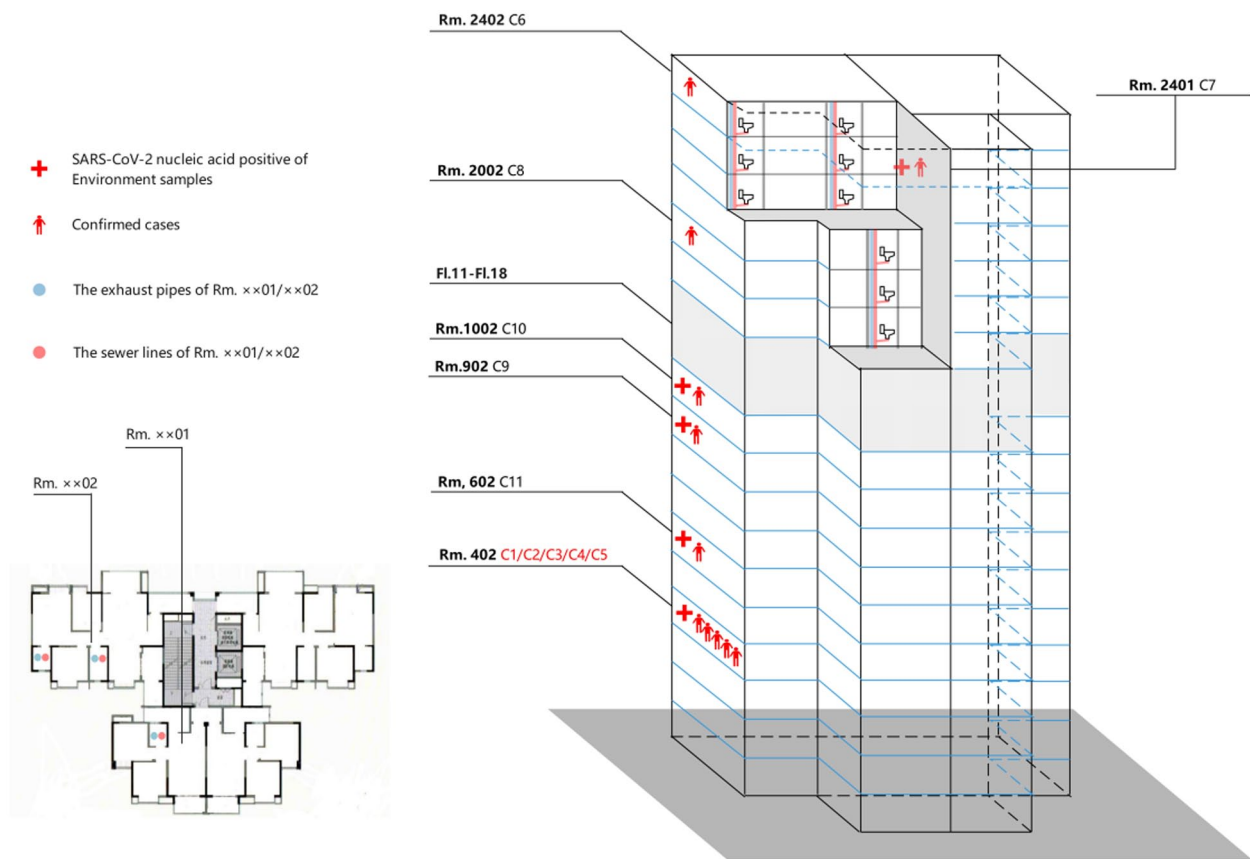 Rm. 2402 C6
Rm. 2401 C7
SARS-CoV-2 nucleic acid positive of
Environment samples
Rm. 2002 C8
Confirmed cases
Fl.11-Fl.18
The exhaust pipes of Rm. ××01/××02
Rm.1002 C10
The sewer lines of Rm. ××01/××02
Rm.902 C9
Rm. ××01
Rm. ××02
Rm, 602 C11
Rm. 402 C1/C2/C3/C4/C5